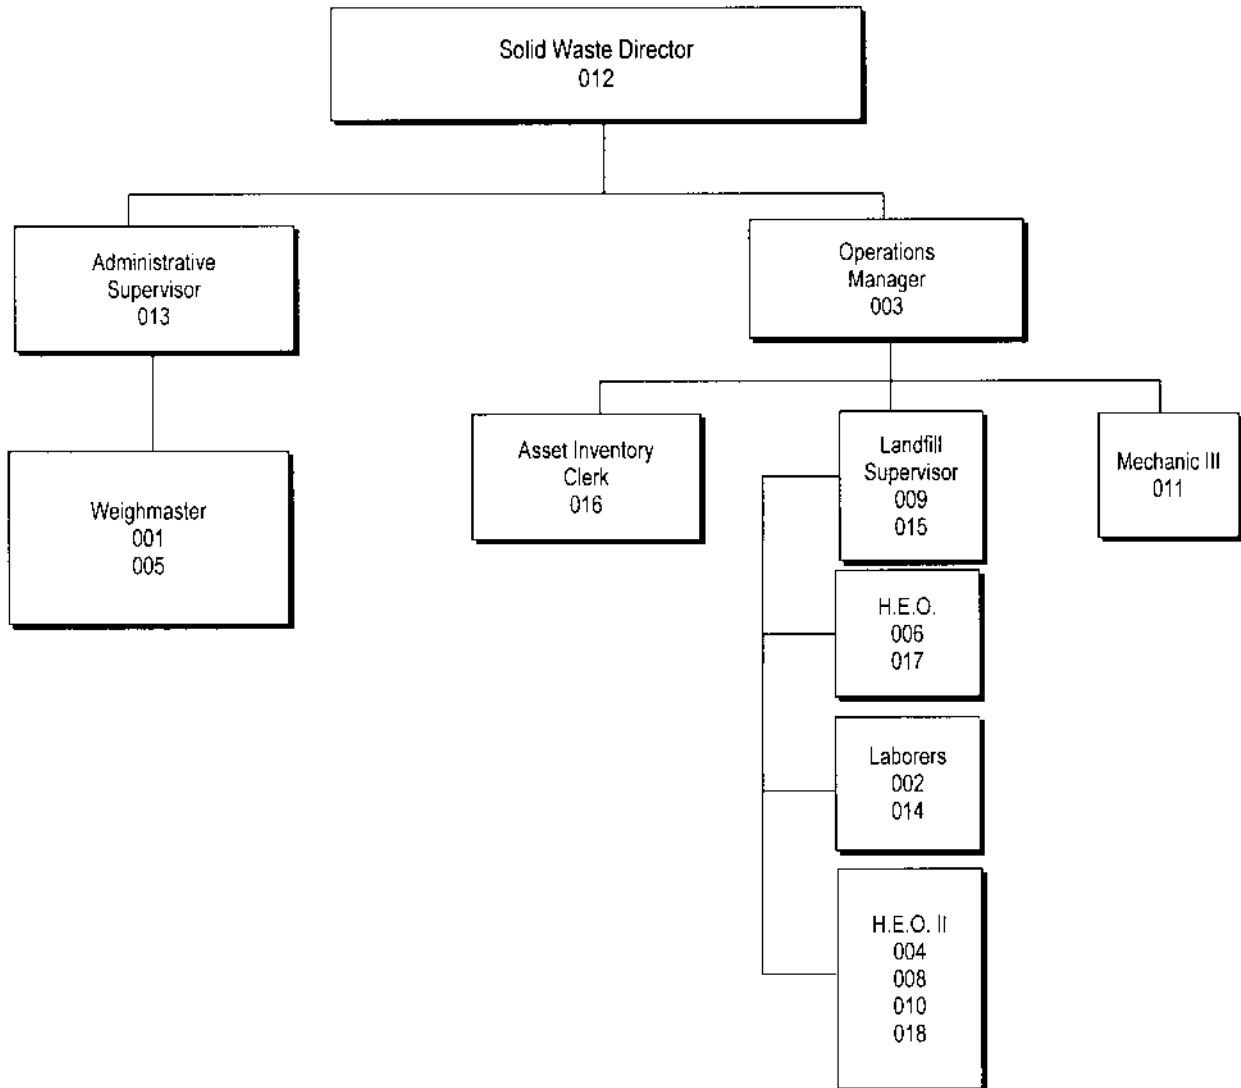 Solid Waste Director
012
Administrative
Supervisor
013
Operations
Manager
003
Weighmaster
001
005
Asset Inventory
Clerk
016
Landfill
Supervisor
009
015
Mechanic III
011
H.E.O.
006
017
Laborers
002
014
H.E.O. II
004
008
010
018